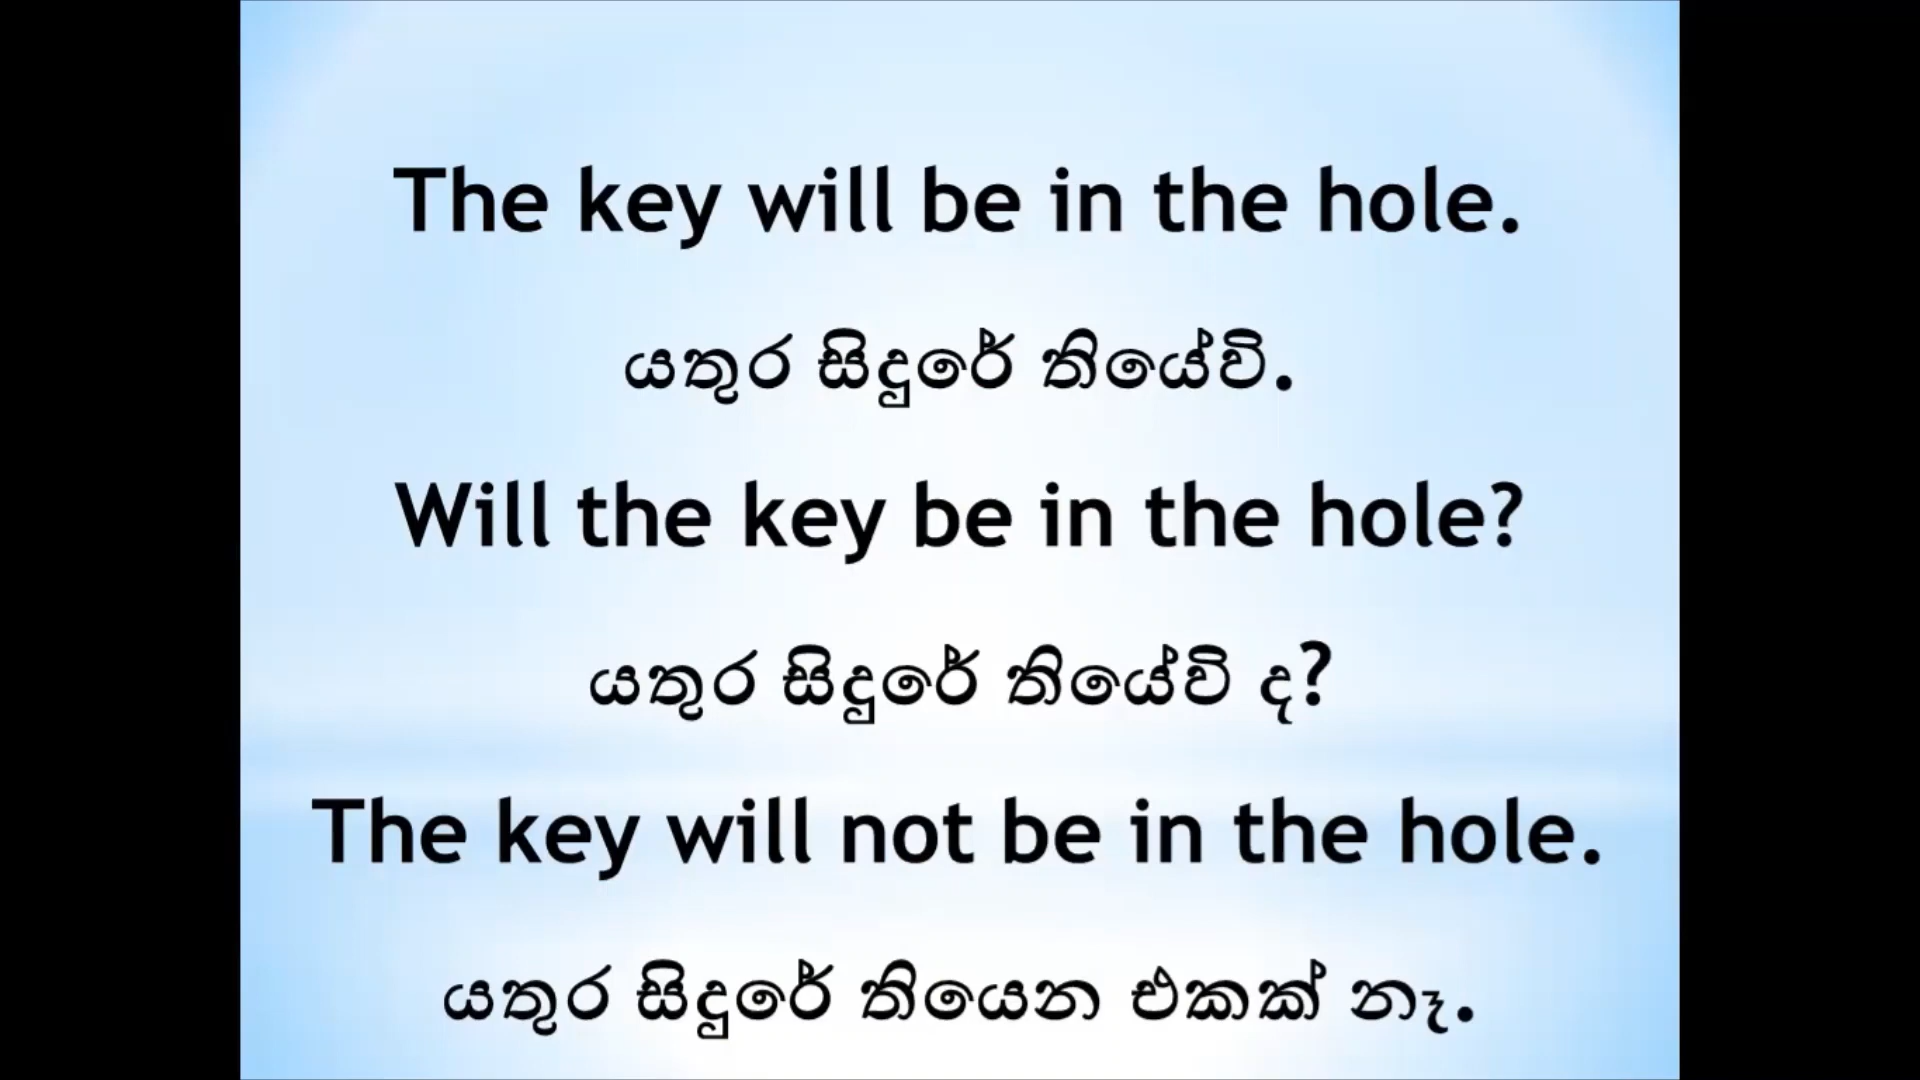 The key will be in the hole.
යතුර සිදුරේ තියේවි.
Will the key be in the hole?
යතුර සිදුරේ තියේවි ද?
The key will not be in the hole.
යතුර සිදුරේ තියෙන එකක් නෑ.